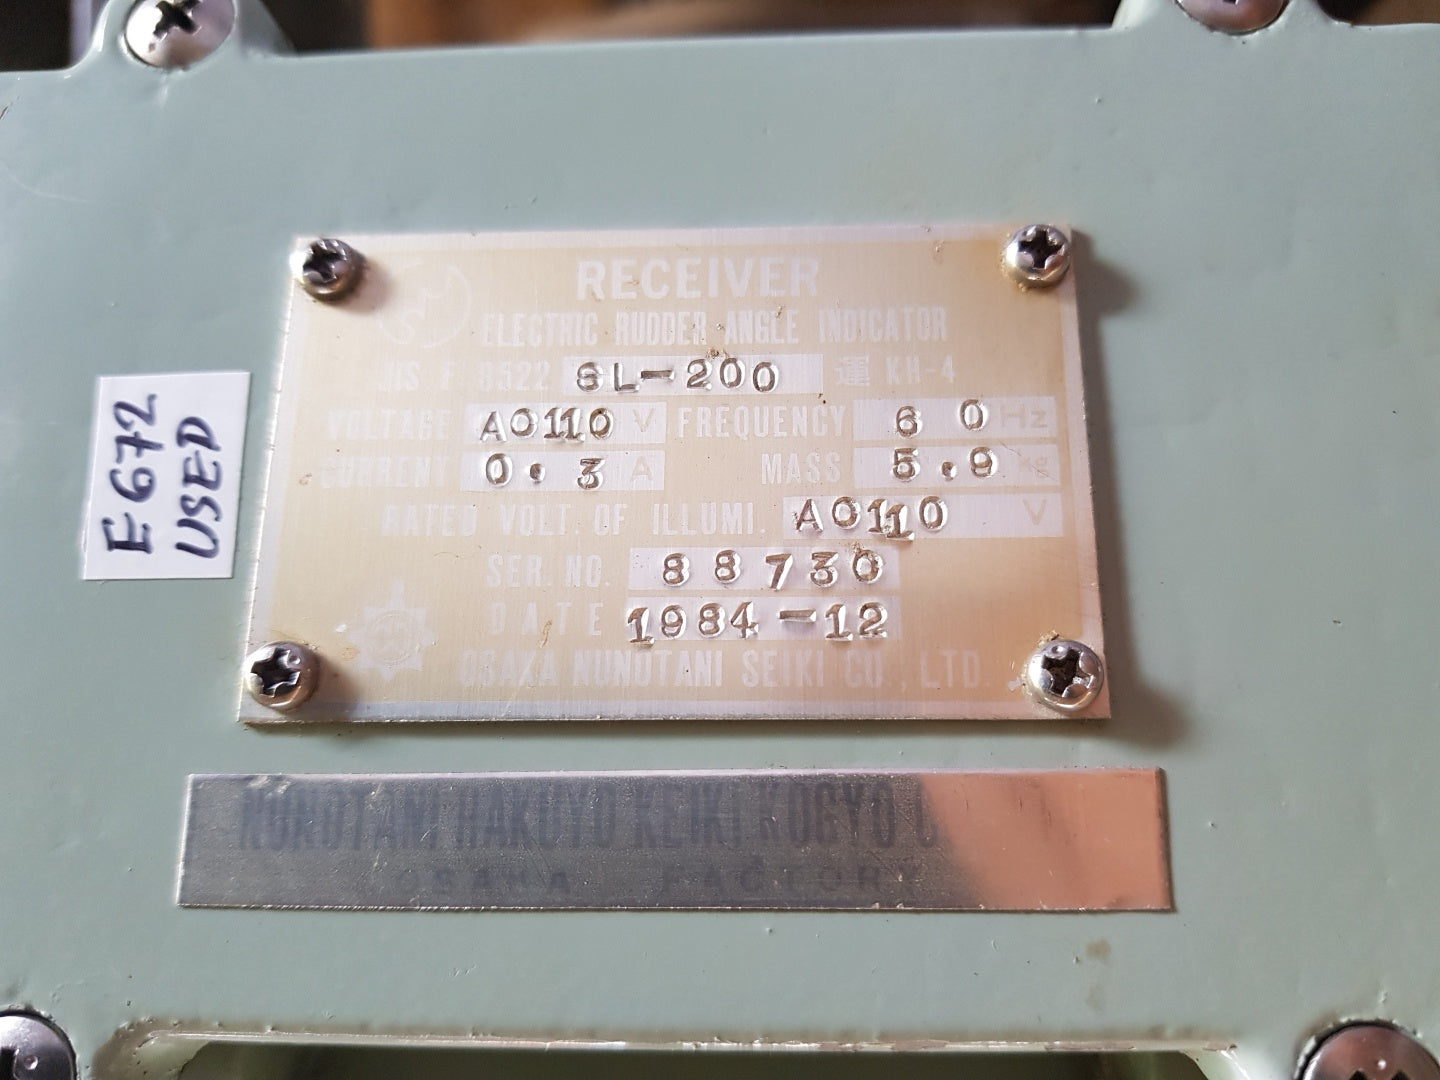 RECEIVER
ELECTRIC RUDDER ANGLE INDICATOR
JIS F 8522 SL-200 運 KH-4
VOLTAGE AC110 V FREQUENCY 60 Hz
CURRENT 0.3 A MASS 5.9 kg
RATED VOLT. OF ILLUMI. AC110 V
SER. NO. 88730
DATE 1984-12
OSAKA NUNOTANI SEIKI CO., LTD.
NUNOTANI HAKUYO KEIKI KOGYO
OSAKA FACTORY
E672
USED